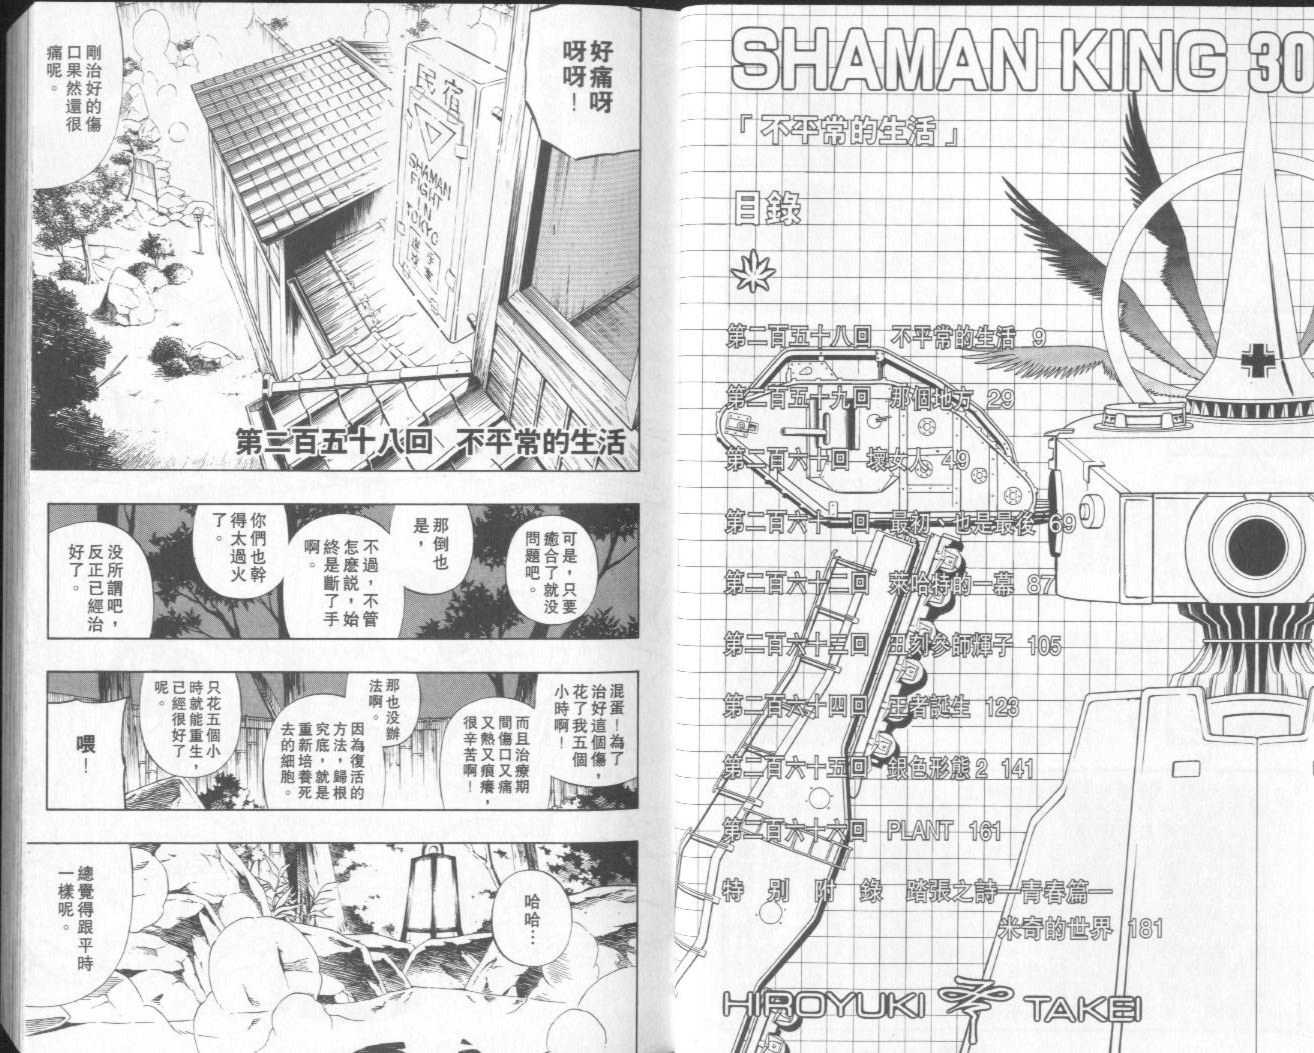 SHAMAN KING 30
「不平常的生活」
目錄
第二百五十八回 不平常的生活 9
第二百五十九回 那個地方 29
第二百六十回 壞女人 49
第二百六十一回 最初、也是最後 69
第二百六十二回 萊哈特的一幕 87
第二百六十三回 丑刻參師輝子 105
第二百六十四回 王者誕生 123
第二百六十五回 銀色形態2 141
第二百六十六回 PLANT 161
特別附錄 踏張之詩—青春篇—
米奇的世界 181
HIROYUKI TAKEI
好痛呀
呀呀!
剛治好的傷
口果然還很
痛呢。
民宿
SHAMAN
FIGHT
IN
TOKYO
第二百五十八回 不平常的生活
可是,只要
癒合了就没
問題吧。
那倒也
是,
不過,不管
怎麼說,始
終是斷了手
啊。
你們也幹
得太過火
了。
没所謂吧,
反正已經治
好了。
混蛋!為了
治好這個傷,
花了我五個
小時啊!
而且治療期
間傷口又痛
又熱又痕癢,
很辛苦啊!
那也没辦
法啊。
因為復活的
方法,歸根
究底,就是
重新培養死
去的細胞。
只花五個小
時就能重生,
已經很好了
呢。
喂!
哈
哈…
總覺得跟平時
一樣呢。